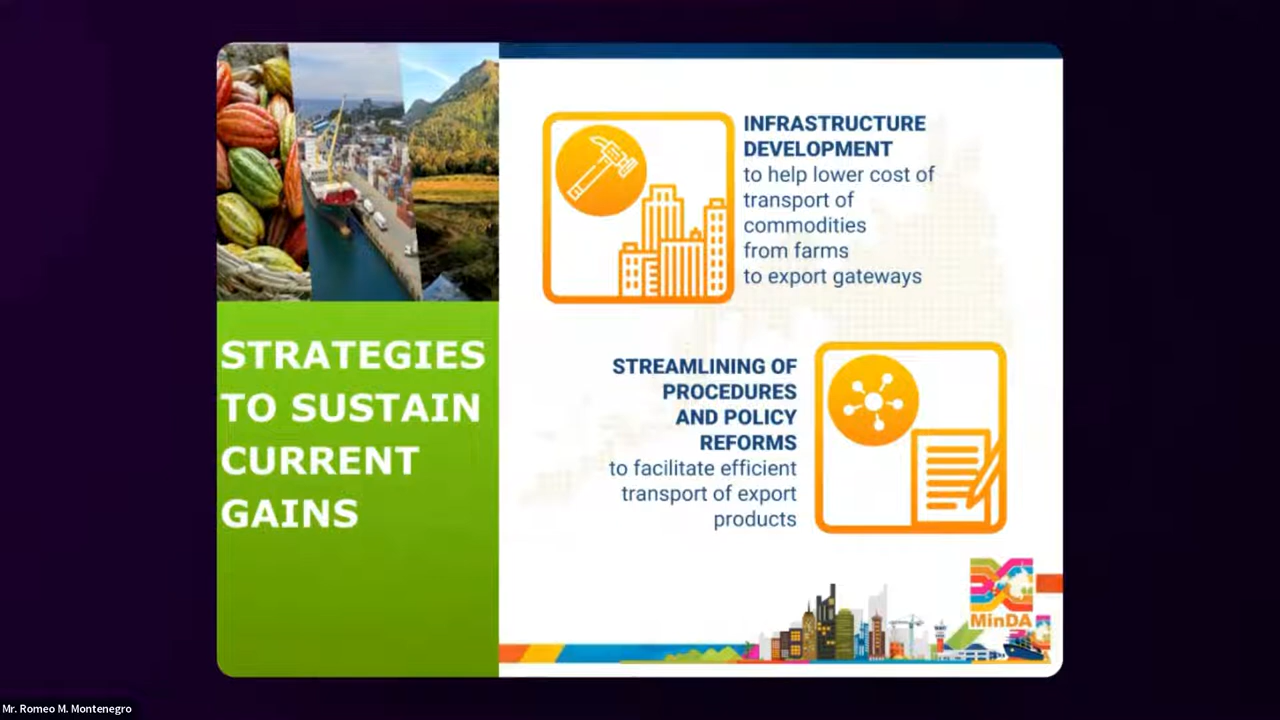 STRATEGIES
TO SUSTAIN
CURRENT
GAINS
INFRASTRUCTURE
DEVELOPMENT
to help lower cost of
transport of
commodities
from farms
to export gateways
STREAMLINING OF
PROCEDURES
AND POLICY
REFORMS
to facilitate efficient
transport of export
products
MinDA
Mr. Romeo M. Montenegro